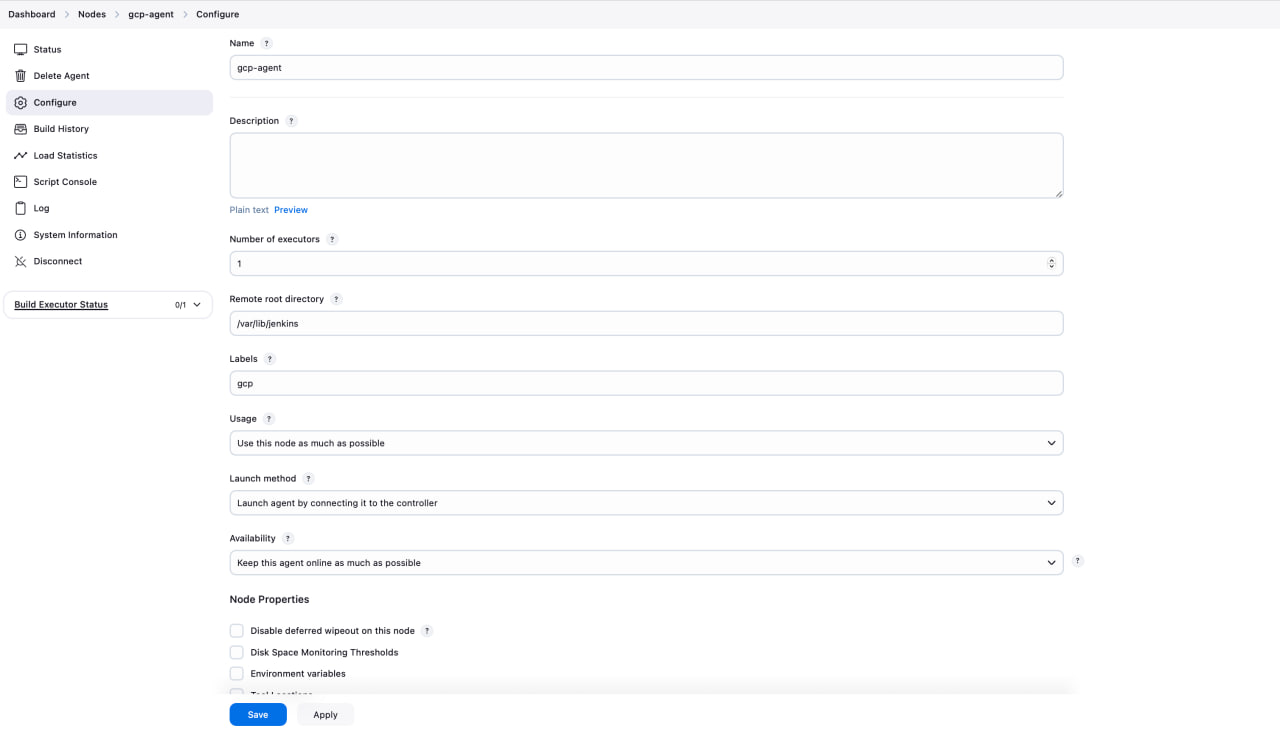 Dashboard > Nodes > gcp-agent > Configure
Status
Delete Agent
Configure
Build History
Load Statistics
Script Console
Log
System Information
Disconnect
Build Executor Status 0/1
Name ?
gcp-agent
Description ?
Plain text Preview
Number of executors ?
1
Remote root directory ?
/var/lib/jenkins
Labels ?
gcp
Usage ?
Use this node as much as possible
Launch method ?
Launch agent by connecting it to the controller
Availability ?
Keep this agent online as much as possible ?
Node Properties
Disable deferred wipeout on this node ?
Disk Space Monitoring Thresholds
Environment variables
Tool Locations
Save Apply